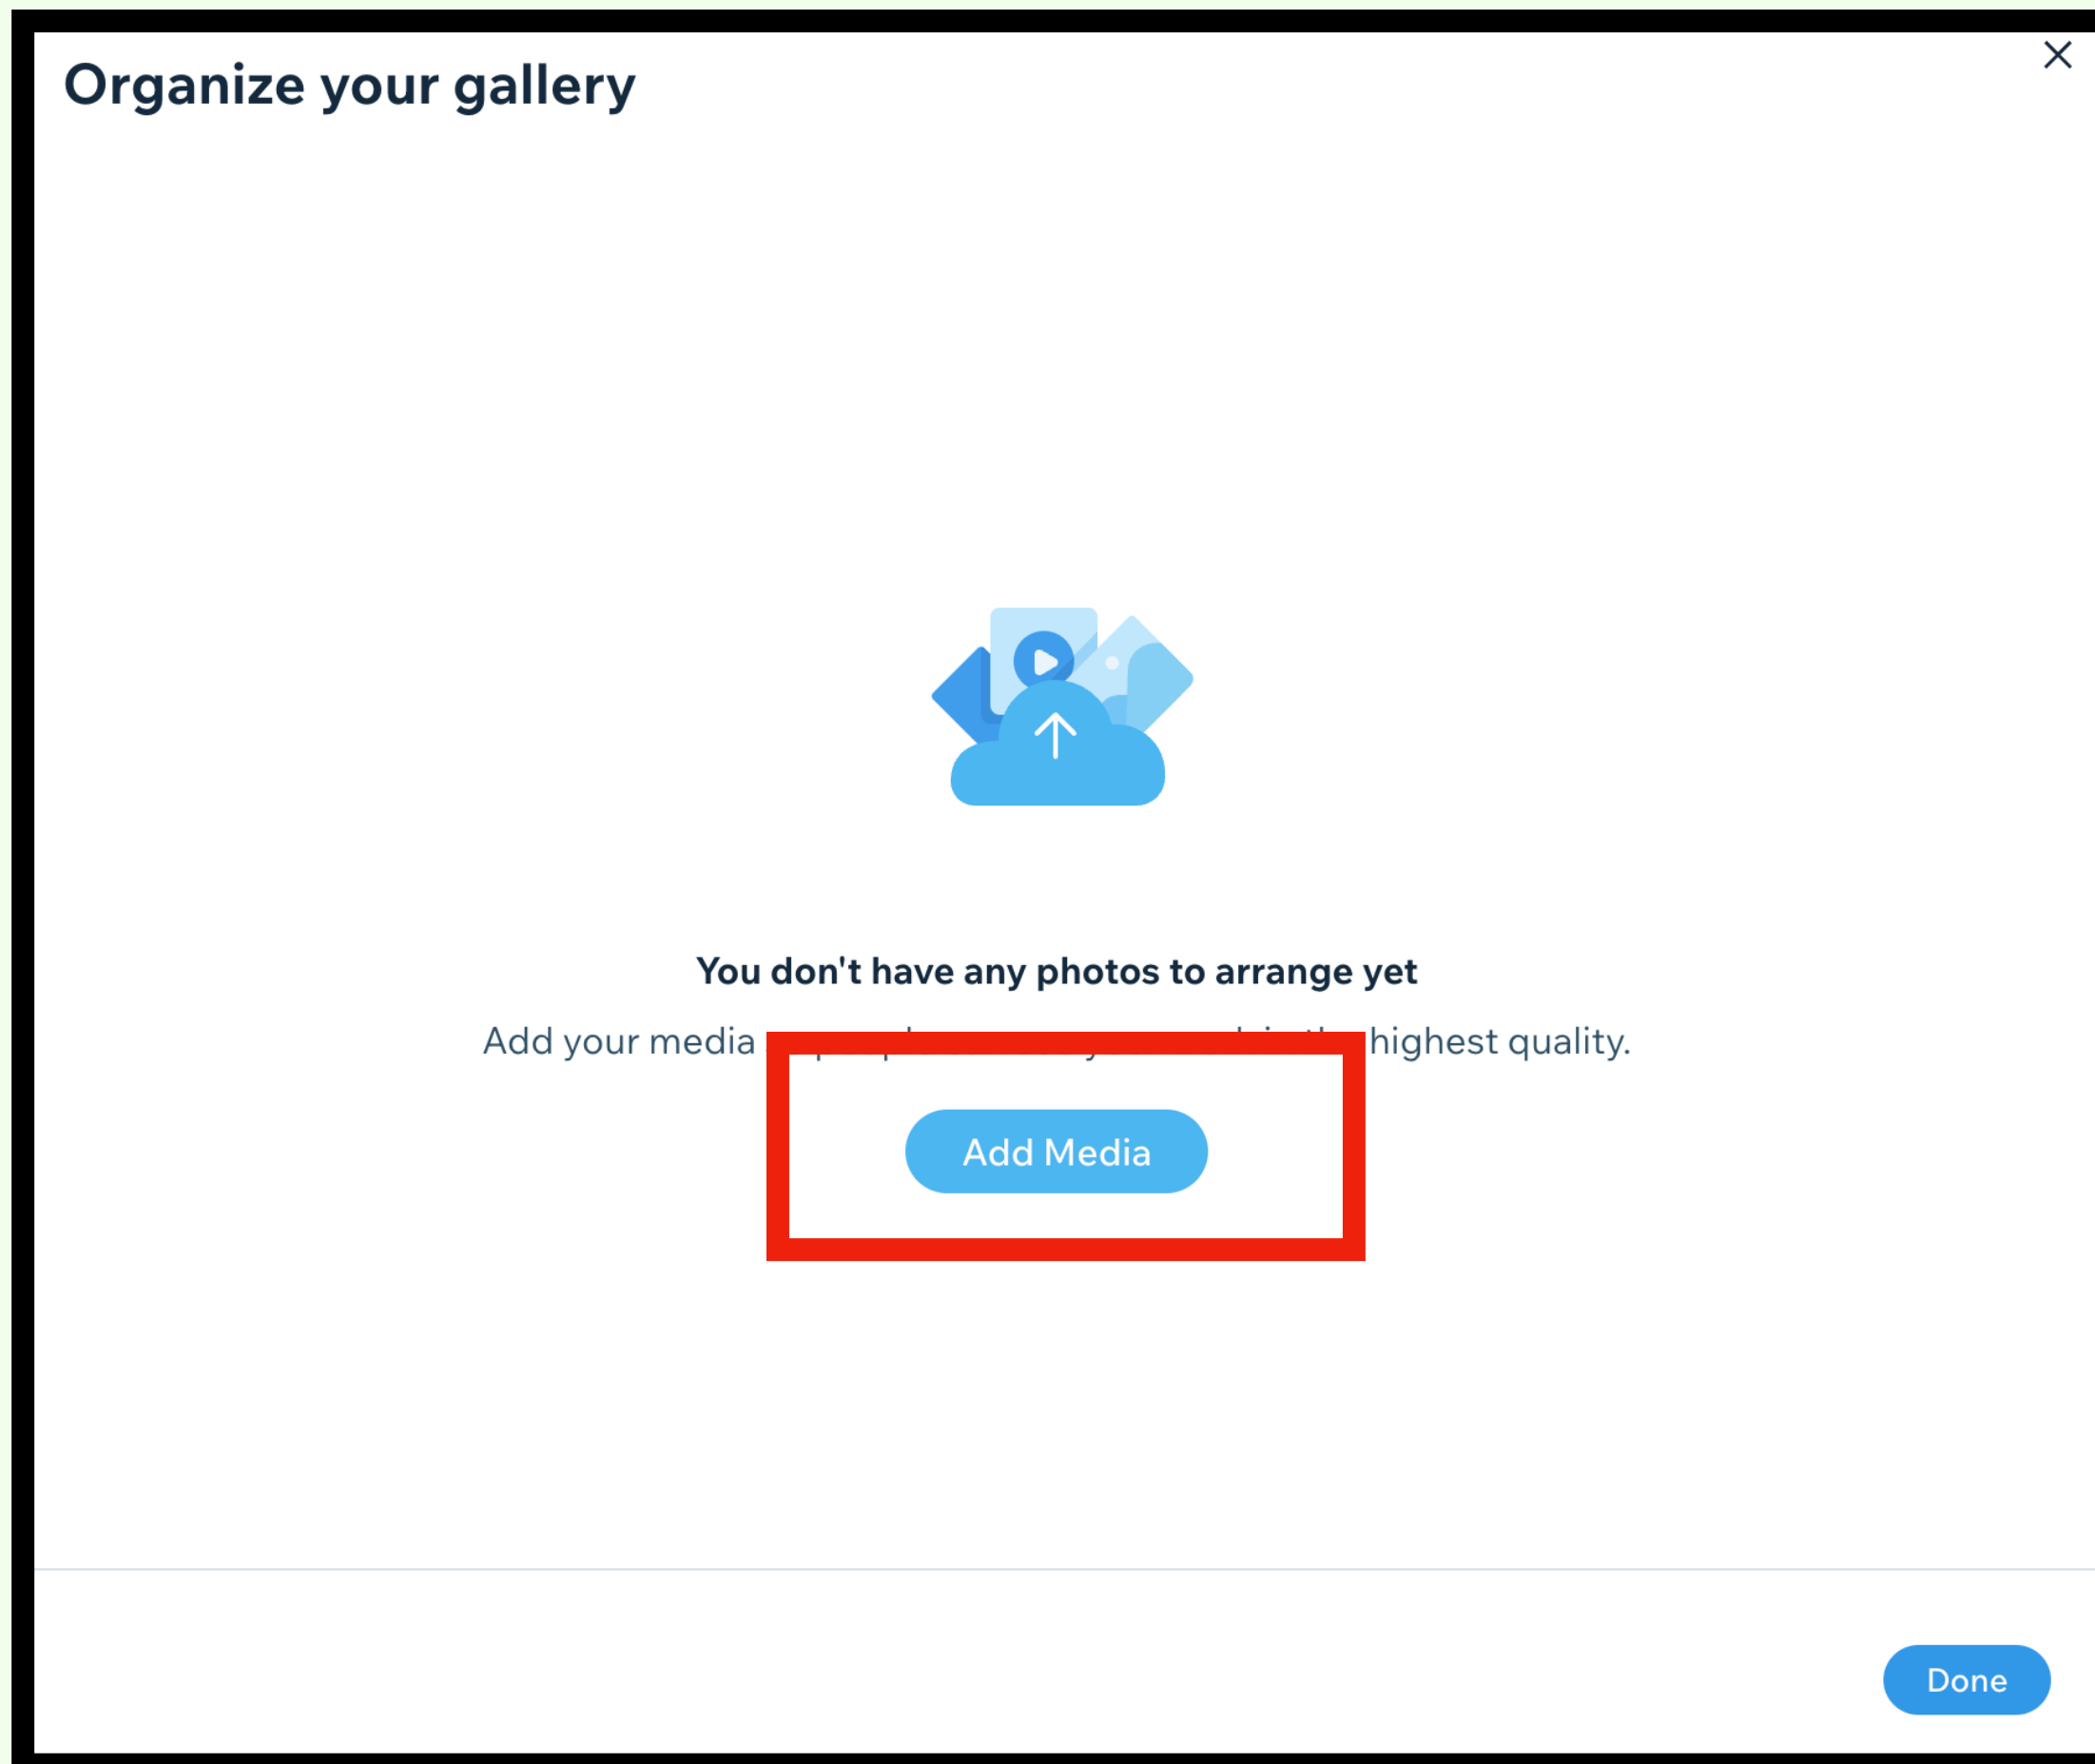 Organize your gallery
You don't have any photos to arrange yet
Add your media highest quality.
Add Media
Done